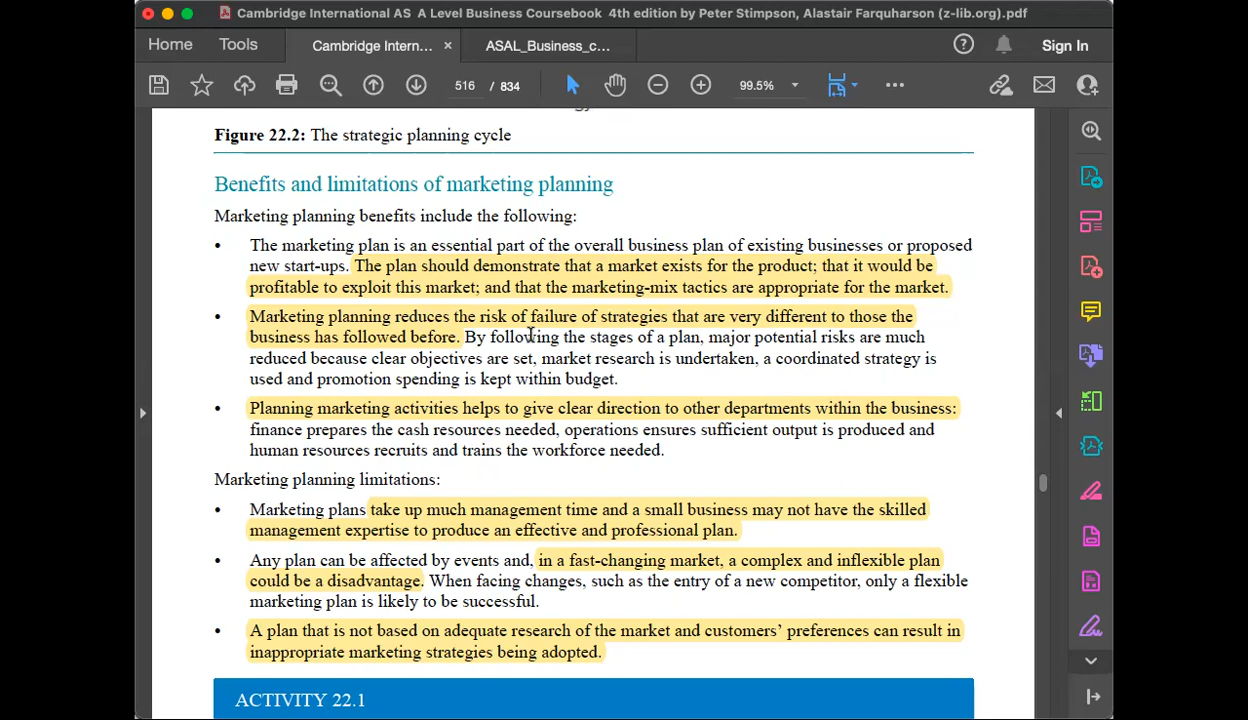 Cambridge International AS  A Level Business Coursebook  4th edition by Peter Stimpson, Alastair Farquharson (z-lib.org).pdf
Home Tools Cambridge Intern... × ASAL_Business_c... Sign In
516 / 834 99.5%
Figure 22.2: The strategic planning cycle
Benefits and limitations of marketing planning
Marketing planning benefits include the following:
• The marketing plan is an essential part of the overall business plan of existing businesses or proposed
new start-ups. The plan should demonstrate that a market exists for the product; that it would be
profitable to exploit this market; and that the marketing-mix tactics are appropriate for the market.
• Marketing planning reduces the risk of failure of strategies that are very different to those the
business has followed before. By following the stages of a plan, major potential risks are much
reduced because clear objectives are set, market research is undertaken, a coordinated strategy is
used and promotion spending is kept within budget.
• Planning marketing activities helps to give clear direction to other departments within the business:
finance prepares the cash resources needed, operations ensures sufficient output is produced and
human resources recruits and trains the workforce needed.
Marketing planning limitations:
• Marketing plans take up much management time and a small business may not have the skilled
management expertise to produce an effective and professional plan.
• Any plan can be affected by events and, in a fast-changing market, a complex and inflexible plan
could be a disadvantage. When facing changes, such as the entry of a new competitor, only a flexible
marketing plan is likely to be successful.
• A plan that is not based on adequate research of the market and customers’ preferences can result in
inappropriate marketing strategies being adopted.
ACTIVITY 22.1